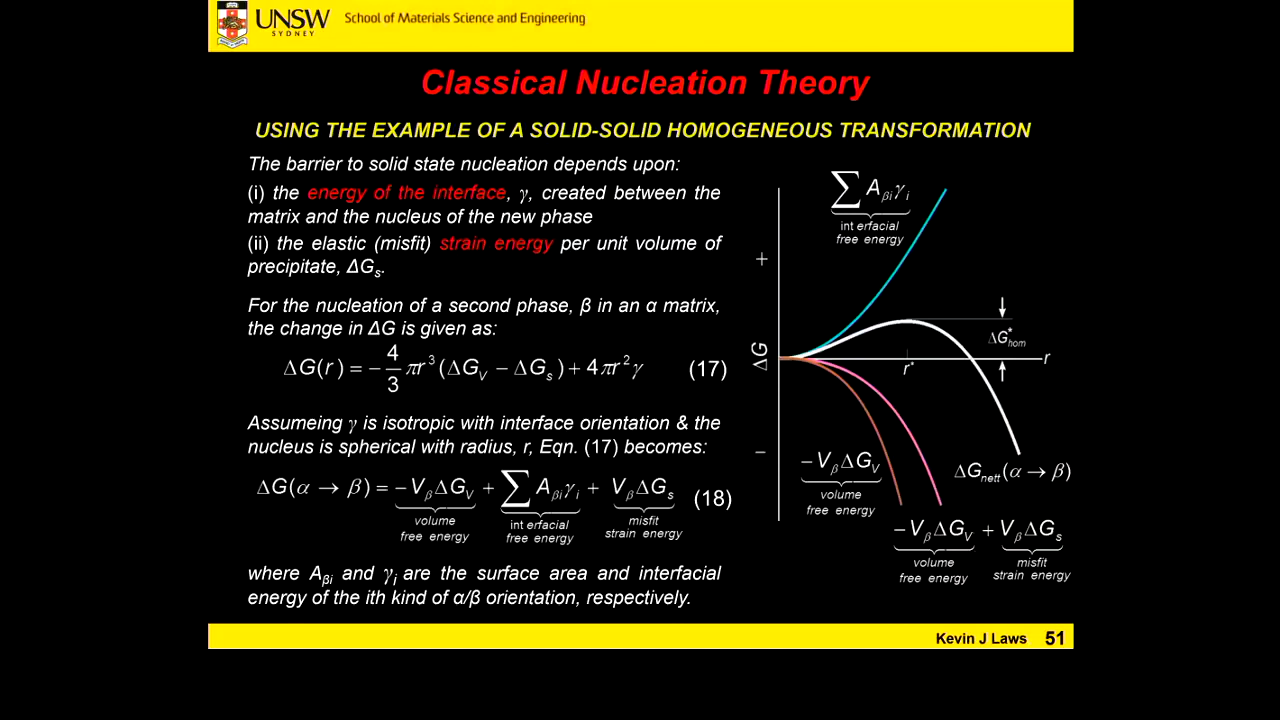 UNSW
SYDNEY
School of Materials Science and Engineering
Classical Nucleation Theory
USING THE EXAMPLE OF A SOLID-SOLID HOMOGENEOUS TRANSFORMATION
The barrier to solid state nucleation depends upon:
(i) the energy of the interface, γ, created between the
matrix and the nucleus of the new phase
(ii) the elastic (misfit) strain energy per unit volume of
precipitate, ΔGs.
For the nucleation of a second phase, β in an α matrix,
the change in ΔG is given as:
ΔG(r) = − 4/3 πr³ (ΔGV − ΔGs) + 4πr²γ (17)
Assumeing γ is isotropic with interface orientation & the
nucleus is spherical with radius, r, Eqn. (17) becomes:
ΔG(α → β) = −VβΔGV + ∑ Aβiγi + VβΔGs (18)
volume
free energy
int erfacial
free energy
misfit
strain energy
where Aβi and γi are the surface area and interfacial
energy of the ith kind of α/β orientation, respectively.
∑ Aβiγi
int erfacial
free energy
+
ΔG
−
ΔG*hom
r
r*
−VβΔGV
volume
free energy
ΔGnett(α → β)
−VβΔGV + VβΔGs
volume
free energy
misfit
strain energy
Kevin J Laws 51